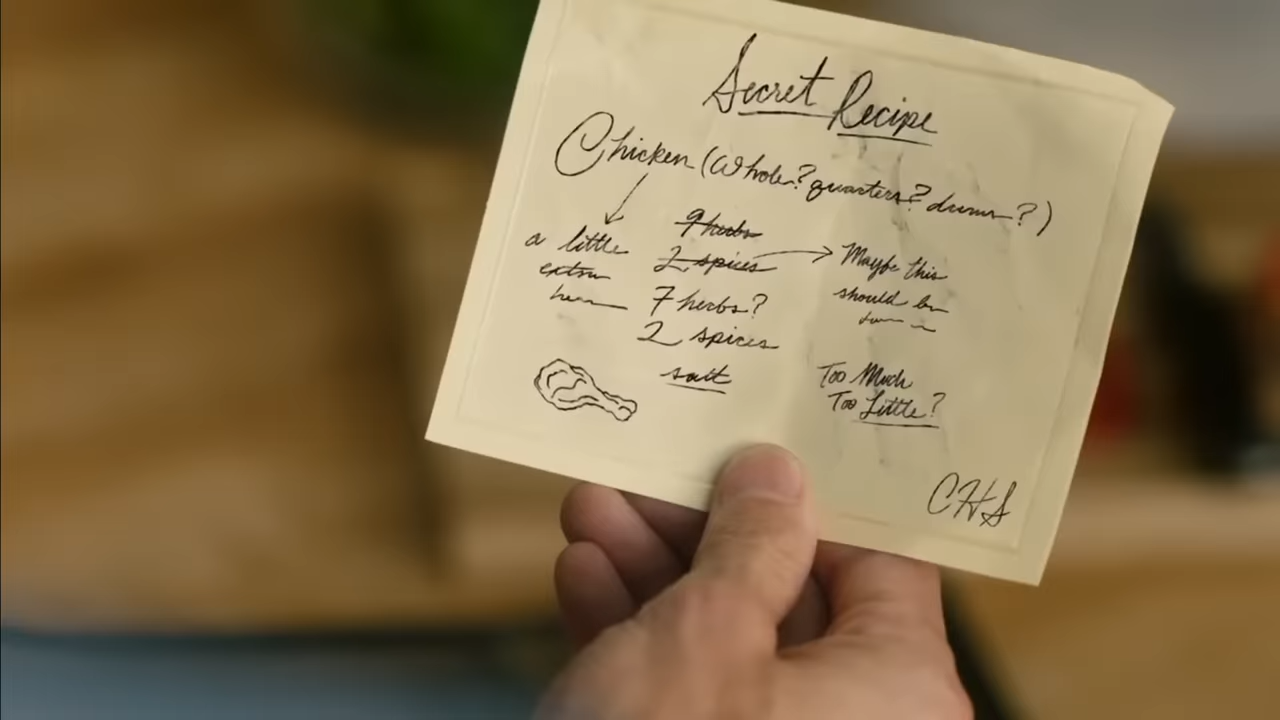 Secret Recipe
Chicken (Whole? quarters? drums?)
a little
extra
9 herbs
2 spices
7 herbs?
2 spices
salt
Maybe this
should be
Too Much
Too Little?
CHS